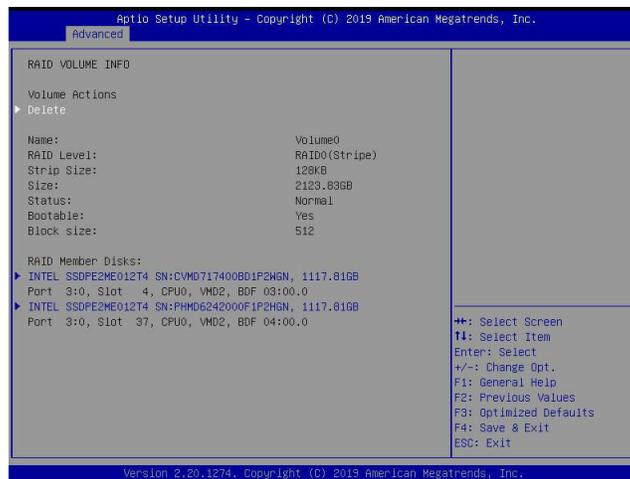 Aptio Setup Utility – Copyright (C) 2019 American Megatrends, Inc.
Advanced
RAID VOLUME INFO
Volume Actions
Delete
Name: Volume0
RAID Level: RAID0(Stripe)
Strip Size: 128KB
Size: 2123.83GB
Status: Normal
Bootable: Yes
Block size: 512
RAID Member Disks:
INTEL SSDPE2ME012T4 SN:CVMD717400BD1P2WGN, 1117.81GB
Port 3:0, Slot 4, CPU0, VMD2, BDF 03:00.0
INTEL SSDPE2ME012T4 SN:PHMD6242000F1P2HGN, 1117.81GB
Port 3:0, Slot 37, CPU0, VMD2, BDF 04:00.0
→←: Select Screen
↑↓: Select Item
Enter: Select
+/-: Change Opt.
F1: General Help
F2: Previous Values
F3: Optimized Defaults
F4: Save & Exit
ESC: Exit
Version 2.20.1274. Copyright (C) 2019 American Megatrends, Inc.